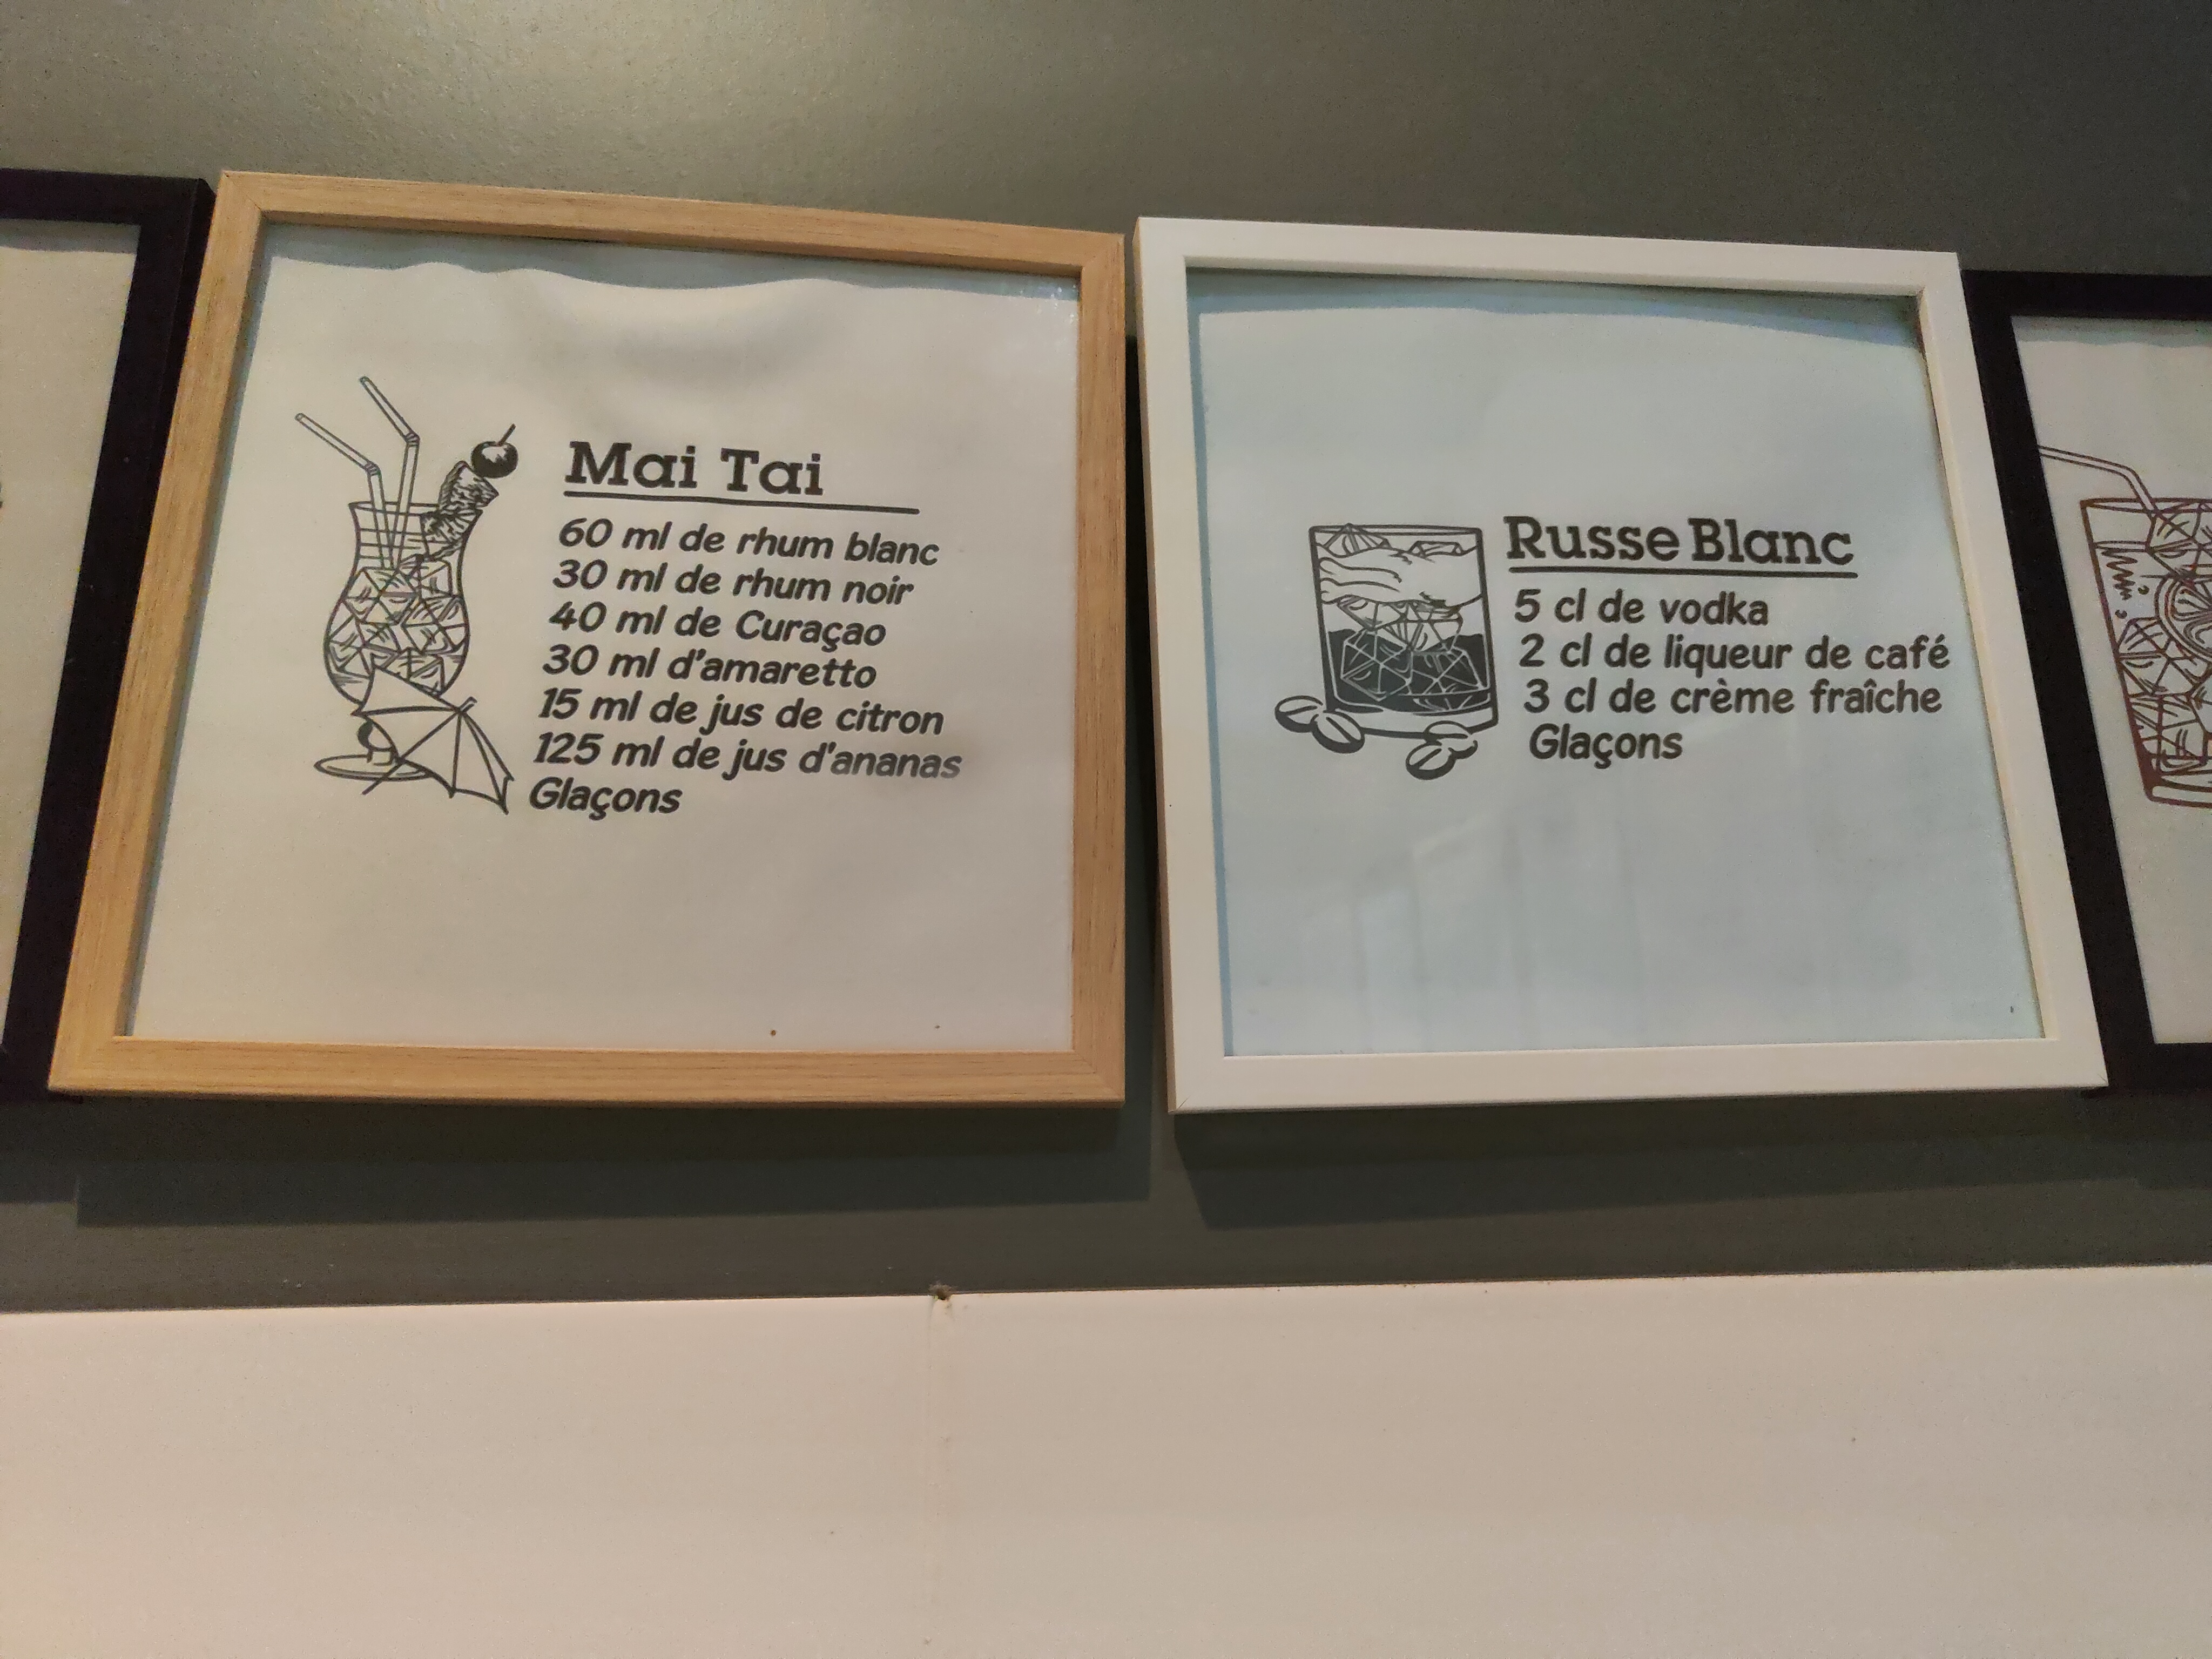 Mai Tai
60 ml de rhum blanc
30 ml de rhum noir
40 ml de Curaçao
30 ml d'amaretto
15 ml de jus de citron
125 ml de jus d'ananas
Glaçons
Russe Blanc
5 cl de vodka
2 cl de liqueur de café
3 cl de crème fraîche
Glaçons